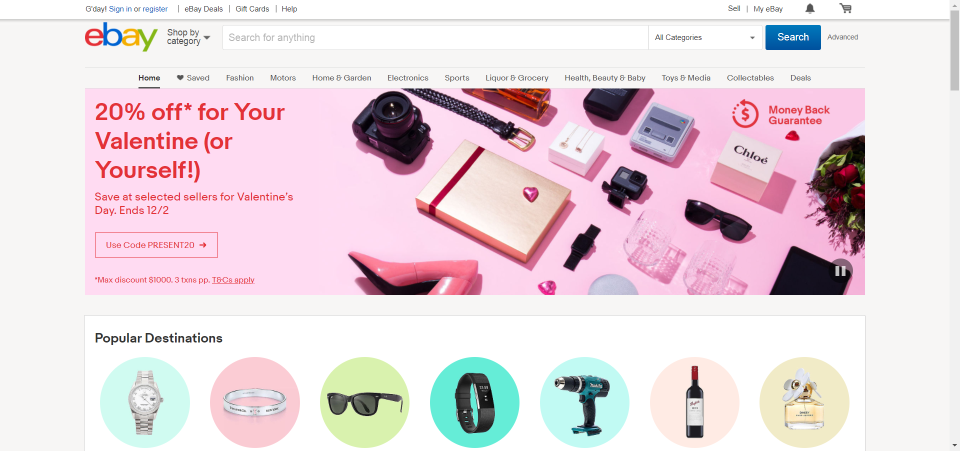 G'day! Sign in or register
eBay Deals
Gift Cards
Help
Sell
My eBay
ebay
Shop by
category
Search for anything
All Categories
Search
Advanced
Home
Saved
Fashion
Motors
Home & Garden
Electronics
Sports
Liquor & Grocery
Health, Beauty & Baby
Toys & Media
Collectables
Deals
20% off* for Your
Valentine (or
Yourself!)
Save at selected sellers for Valentine's
Day. Ends 12/2
Use Code PRESENT20 →
*Max discount $1000. 3 txns pp. T&Cs apply
Money Back
Guarantee
Chloé
Popular Destinations